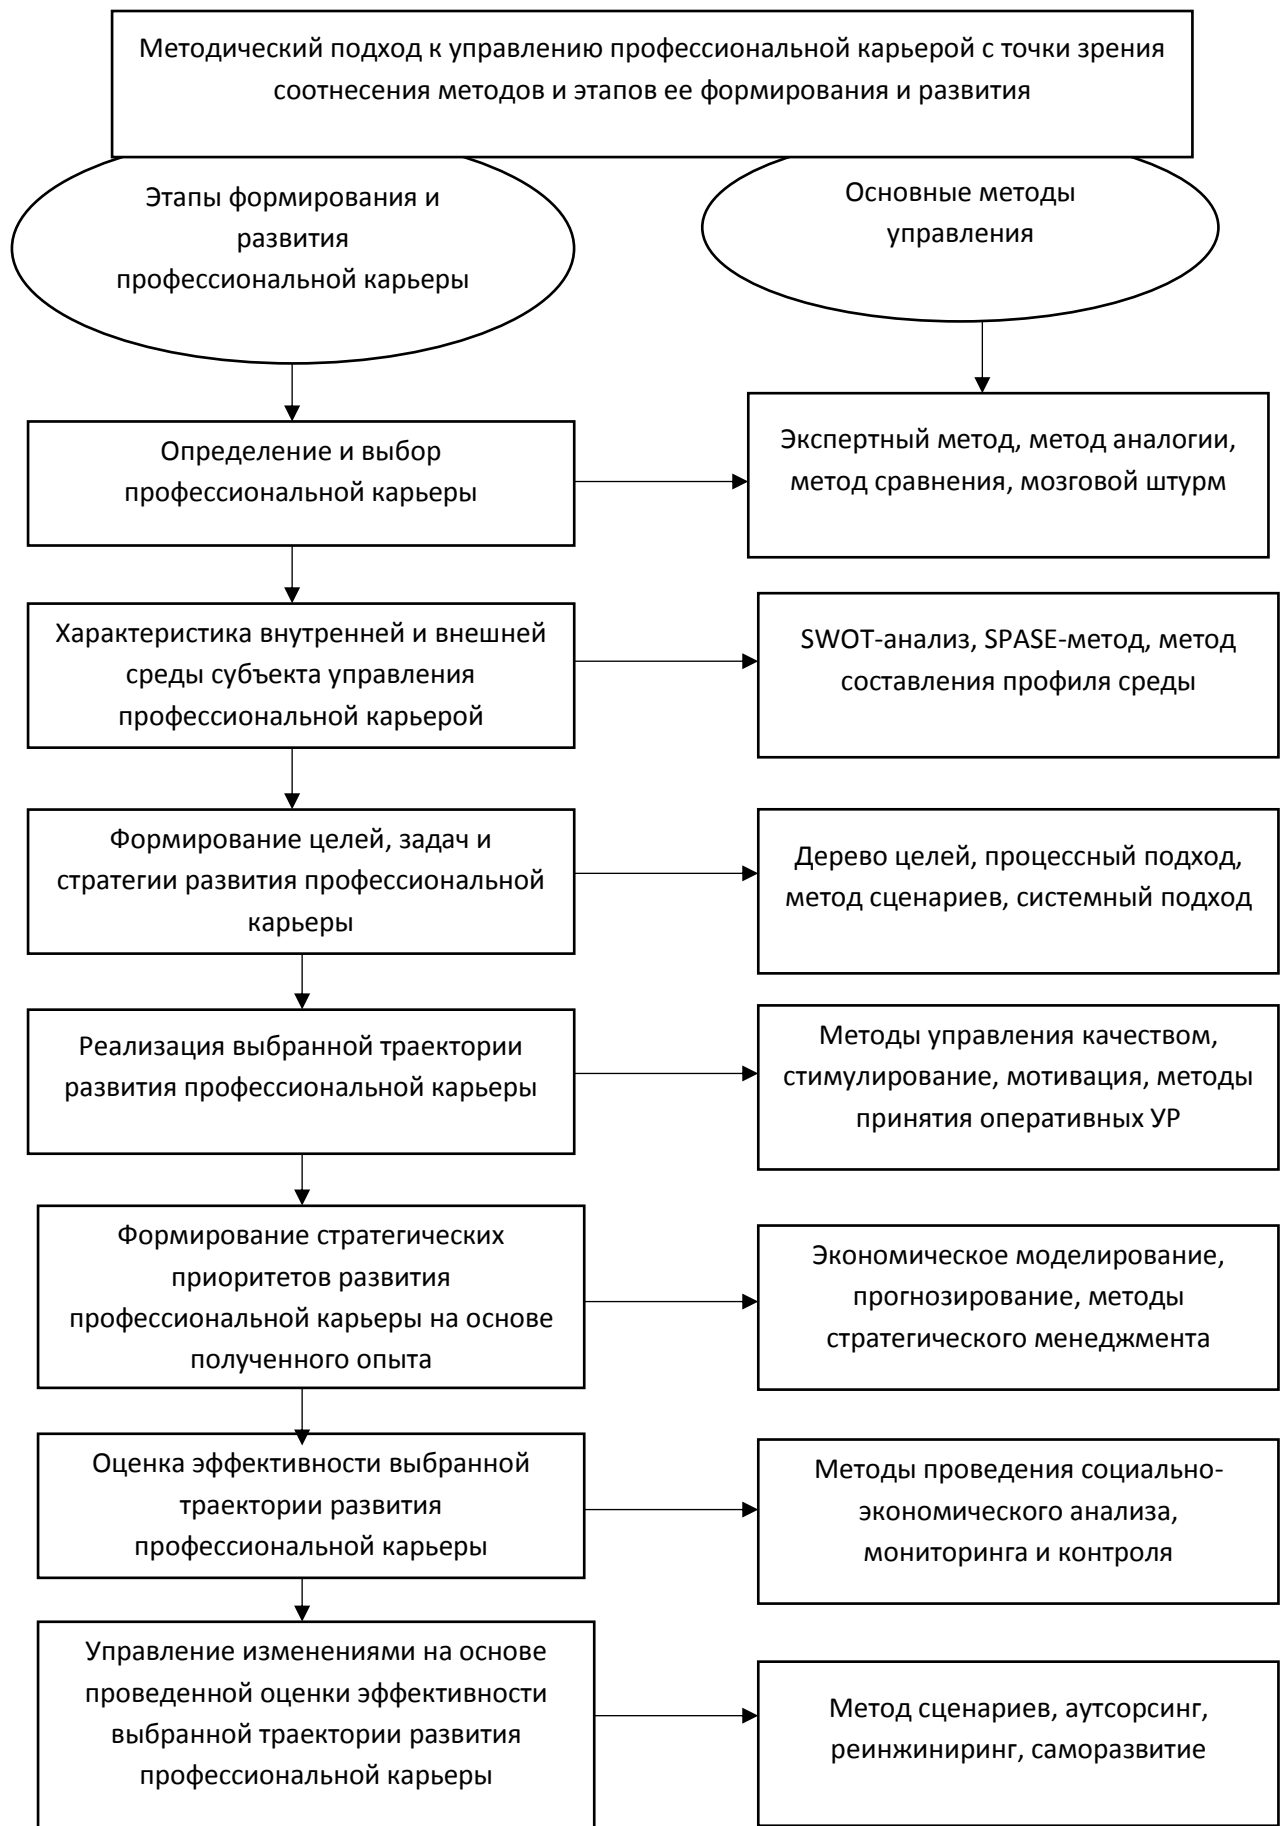 Методический подход к управлению профессиональной карьерой с точки зрения
соотнесения методов и этапов ее формирования и развития
Этапы формирования и
развития
профессиональной карьеры
Основные методы
управления
Определение и выбор
профессиональной карьеры
Экспертный метод, метод аналогии,
метод сравнения, мозговой штурм
Характеристика внутренней и внешней
среды субъекта управления
профессиональной карьерой
SWOT-анализ, SPASE-метод, метод
составления профиля среды
Формирование целей, задач и
стратегии развития профессиональной
карьеры
Дерево целей, процессный подход,
метод сценариев, системный подход
Реализация выбранной траектории
развития профессиональной карьеры
Методы управления качеством,
стимулирование, мотивация, методы
принятия оперативных УР
Формирование стратегических
приоритетов развития
профессиональной карьеры на основе
полученного опыта
Экономическое моделирование,
прогнозирование, методы
стратегического менеджмента
Оценка эффективности выбранной
траектории развития
профессиональной карьеры
Методы проведения социально-
экономического анализа,
мониторинга и контроля
Управление изменениями на основе
проведенной оценки эффективности
выбранной траектории развития
профессиональной карьеры
Метод сценариев, аутсорсинг,
реинжиниринг, саморазвитие